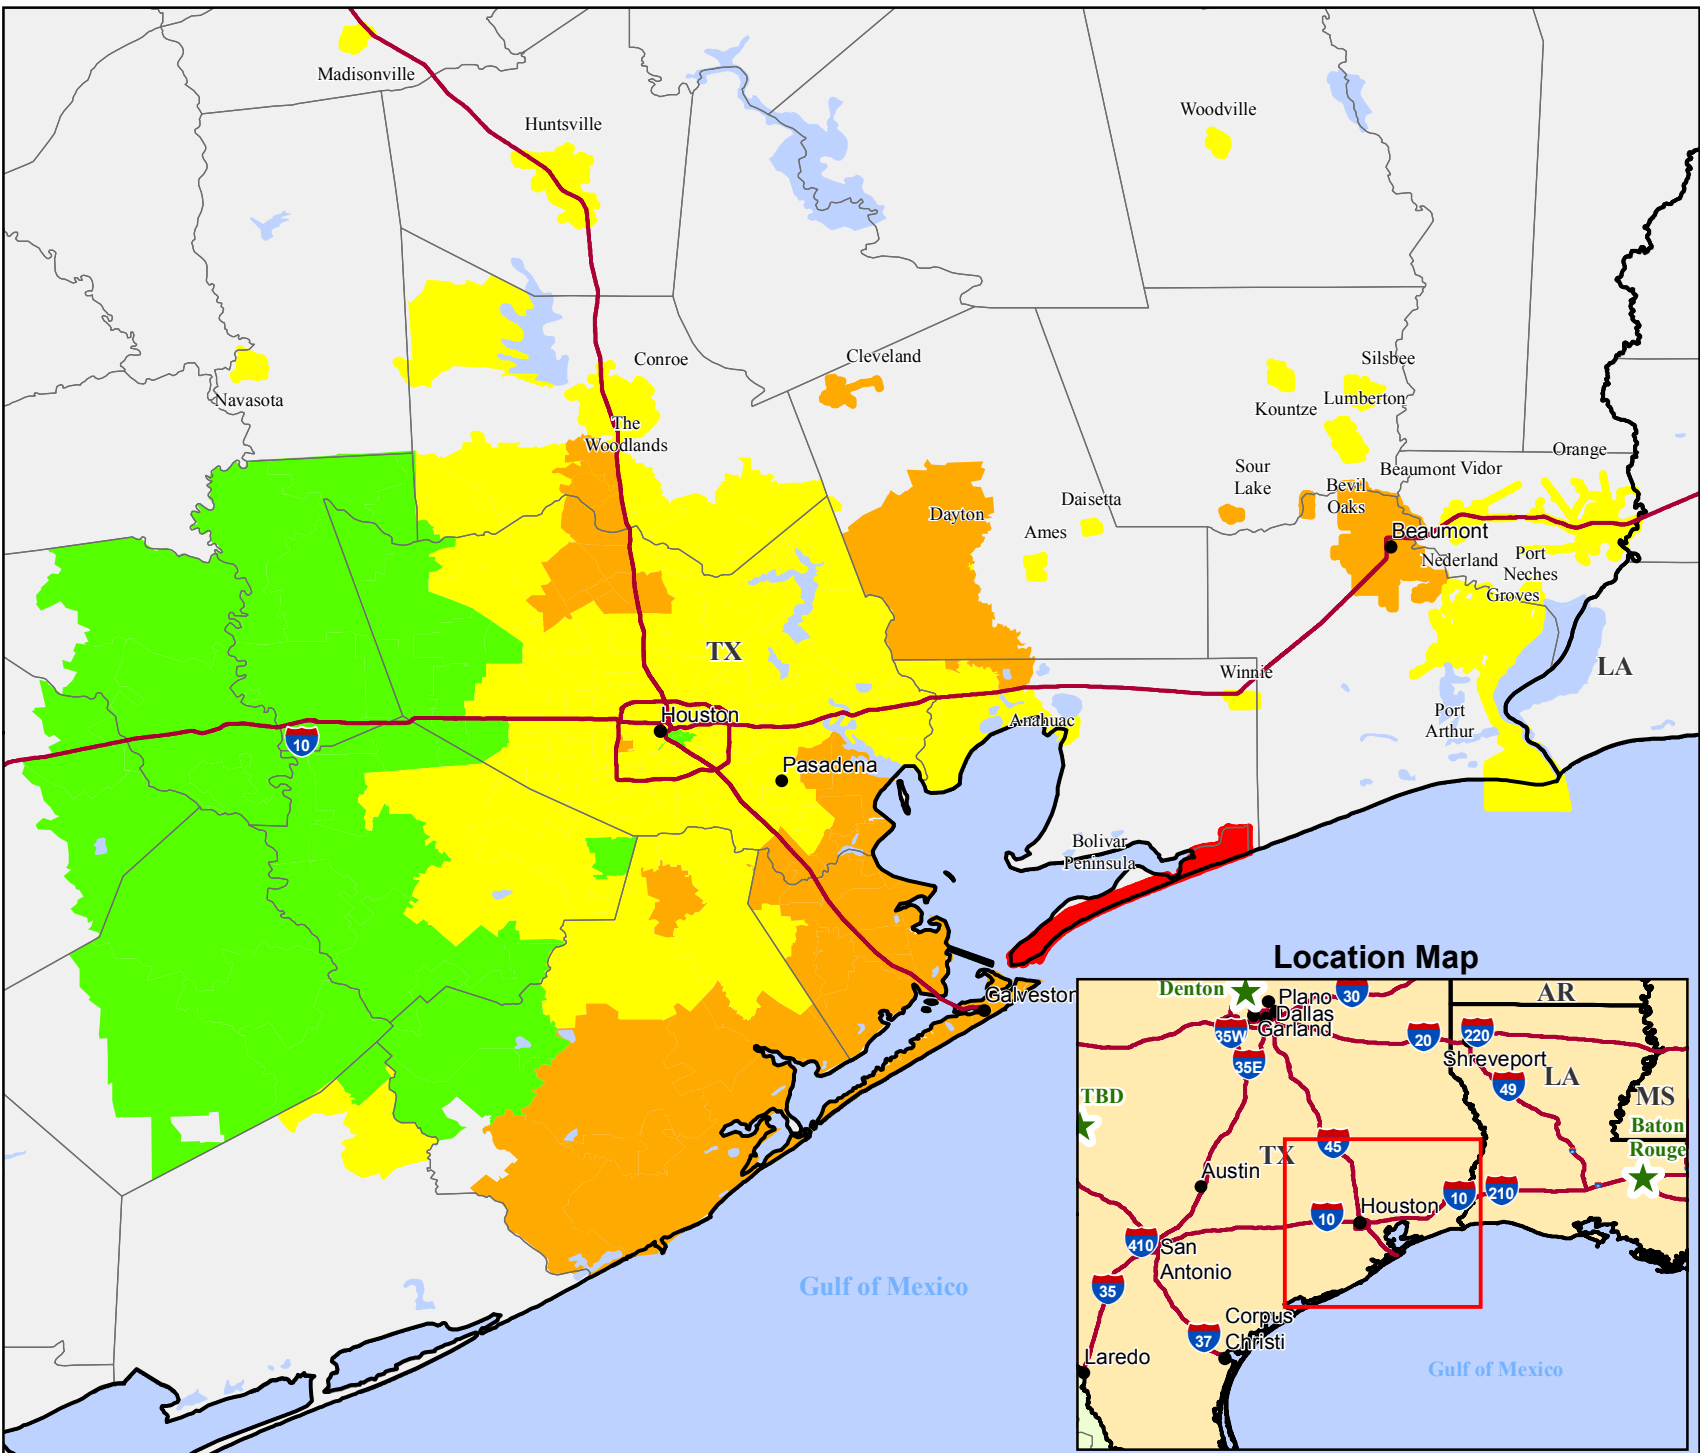 Madisonville
Huntsville
Woodville
Navasota
Conroe
The
Woodlands
Cleveland
Silsbee
Kountze
Lumberton
Orange
Sour
Lake
Bevil
Oaks
Beaumont
Vidor
Daisetta
Dayton
Ames
Beaumont
Nederland
Port
Neches
Groves
TX
LA
Winnie
Houston
Anahuac
Port
Arthur
10
Pasadena
Bolivar
Peninsula
Galveston
Gulf of Mexico
Location Map
Denton
Plano
Dallas
Garland
30
AR
35W
35E
20
220
Shreveport
LA
49
MS
TBD
Baton
Rouge
45
TX
Austin
Houston
10
10
210
410
San
Antonio
35
37
Corpus
Christi
Laredo
Gulf of Mexico